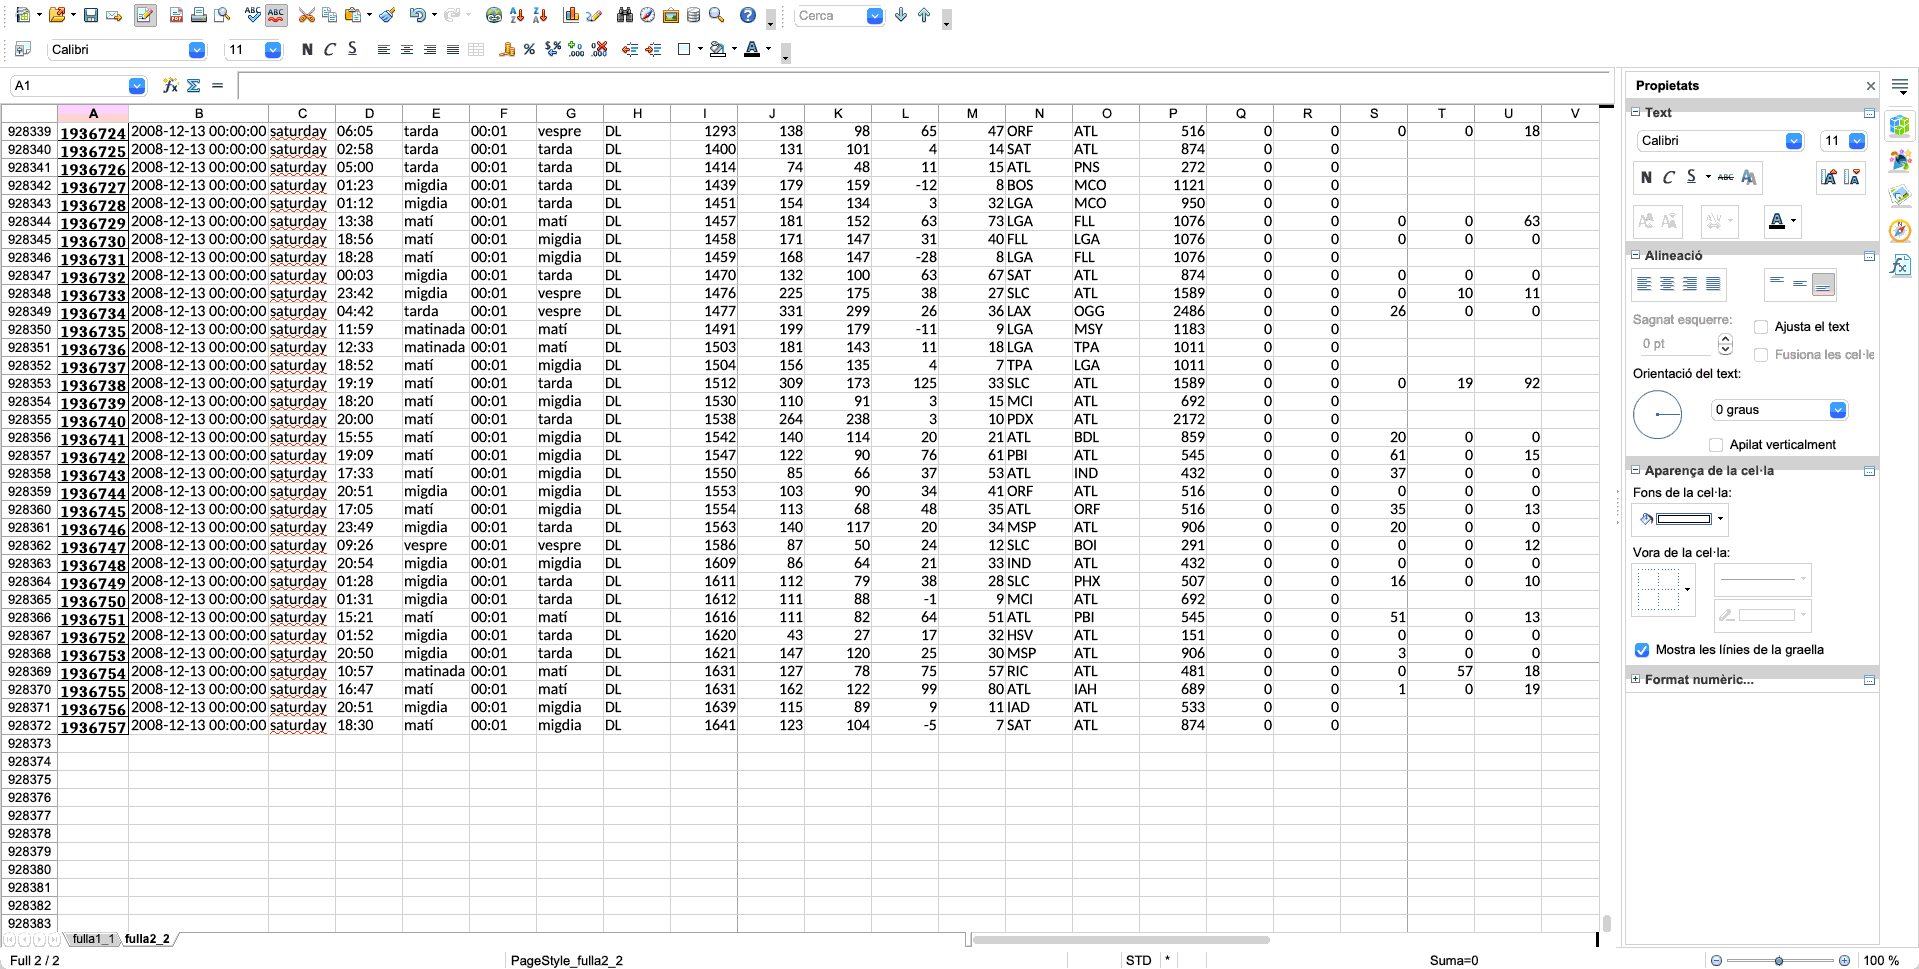 Cerca
Calibri 11 N C S
A1
A B C D E F G H I J K L M N O P Q R S T U V
928339 1936724 2008-12-13 00:00:00 saturday 06:05 tarda 00:01 vespre DL 1293 138 98 65 47 ORF ATL 516 0 0 0 0 18
928340 1936725 2008-12-13 00:00:00 saturday 02:58 tarda 00:01 tarda DL 1400 131 101 4 14 SAT ATL 874 0 0
928341 1936726 2008-12-13 00:00:00 saturday 05:00 tarda 00:01 tarda DL 1414 74 48 11 15 ATL PNS 272 0 0
928342 1936727 2008-12-13 00:00:00 saturday 01:23 migdia 00:01 tarda DL 1439 179 159 -12 8 BOS MCO 1121 0 0
928343 1936728 2008-12-13 00:00:00 saturday 01:12 migdia 00:01 tarda DL 1451 154 134 3 32 LGA MCO 950 0 0
928344 1936729 2008-12-13 00:00:00 saturday 13:38 matí 00:01 matí DL 1457 181 152 63 73 LGA FLL 1076 0 0 0 0 63
928345 1936730 2008-12-13 00:00:00 saturday 18:56 matí 00:01 migdia DL 1458 171 147 31 40 FLL LGA 1076 0 0 0 0 0
928346 1936731 2008-12-13 00:00:00 saturday 18:28 matí 00:01 migdia DL 1459 168 147 -28 8 LGA FLL 1076 0 0
928347 1936732 2008-12-13 00:00:00 saturday 00:03 migdia 00:01 tarda DL 1470 132 100 63 67 SAT ATL 874 0 0 0 0 0
928348 1936733 2008-12-13 00:00:00 saturday 23:42 migdia 00:01 vespre DL 1476 225 175 38 27 SLC ATL 1589 0 0 0 10 11
928349 1936734 2008-12-13 00:00:00 saturday 04:42 tarda 00:01 vespre DL 1477 331 299 26 36 LAX OGG 2486 0 0 26 0 0
928350 1936735 2008-12-13 00:00:00 saturday 11:59 matinada 00:01 matí DL 1491 199 179 -11 9 LGA MSY 1183 0 0
928351 1936736 2008-12-13 00:00:00 saturday 12:33 matinada 00:01 matí DL 1503 181 143 11 18 LGA TPA 1011 0 0
928352 1936737 2008-12-13 00:00:00 saturday 18:52 matí 00:01 migdia DL 1504 156 135 4 7 TPA LGA 1011 0 0
928353 1936738 2008-12-13 00:00:00 saturday 19:19 matí 00:01 tarda DL 1512 309 173 125 33 SLC ATL 1589 0 0 0 19 92
928354 1936739 2008-12-13 00:00:00 saturday 18:20 matí 00:01 migdia DL 1530 110 91 3 15 MCI ATL 692 0 0
928355 1936740 2008-12-13 00:00:00 saturday 20:00 matí 00:01 tarda DL 1538 264 238 3 10 PDX ATL 2172 0 0
928356 1936741 2008-12-13 00:00:00 saturday 15:55 matí 00:01 migdia DL 1542 140 114 20 21 ATL BDL 859 0 0 20 0 0
928357 1936742 2008-12-13 00:00:00 saturday 19:09 matí 00:01 migdia DL 1547 122 90 76 61 PBI ATL 545 0 0 61 0 15
928358 1936743 2008-12-13 00:00:00 saturday 17:33 matí 00:01 migdia DL 1550 85 66 37 53 ATL IND 432 0 0 37 0 0
928359 1936744 2008-12-13 00:00:00 saturday 20:51 migdia 00:01 migdia DL 1553 103 90 34 41 ORF ATL 516 0 0 0 0 0
928360 1936745 2008-12-13 00:00:00 saturday 17:05 matí 00:01 migdia DL 1554 113 68 48 35 ATL ORF 516 0 0 35 0 13
928361 1936746 2008-12-13 00:00:00 saturday 23:49 migdia 00:01 tarda DL 1563 140 117 20 34 MSP ATL 906 0 0 20 0 0
928362 1936747 2008-12-13 00:00:00 saturday 09:26 vespre 00:01 vespre DL 1586 87 50 24 12 SLC BOI 291 0 0 0 0 12
928363 1936748 2008-12-13 00:00:00 saturday 20:54 migdia 00:01 migdia DL 1609 86 64 21 33 IND ATL 432 0 0 0 0 0
928364 1936749 2008-12-13 00:00:00 saturday 01:28 migdia 00:01 tarda DL 1611 112 79 38 28 SLC PHX 507 0 0 16 0 10
928365 1936750 2008-12-13 00:00:00 saturday 01:31 migdia 00:01 tarda DL 1612 111 88 -1 9 MCI ATL 692 0 0
928366 1936751 2008-12-13 00:00:00 saturday 15:21 matí 00:01 migdia DL 1616 111 82 64 51 ATL PBI 545 0 0 51 0 13
928367 1936752 2008-12-13 00:00:00 saturday 01:52 migdia 00:01 tarda DL 1620 43 27 17 32 HSV ATL 151 0 0 0 0 0
928368 1936753 2008-12-13 00:00:00 saturday 20:50 migdia 00:01 tarda DL 1621 147 120 25 30 MSP ATL 906 0 0 3 0 0
928369 1936754 2008-12-13 00:00:00 saturday 10:57 matinada 00:01 matí DL 1631 127 78 75 57 RIC ATL 481 0 0 0 57 18
928370 1936755 2008-12-13 00:00:00 saturday 16:47 matí 00:01 matí DL 1631 162 122 99 80 ATL IAH 689 0 0 1 0 19
928371 1936756 2008-12-13 00:00:00 saturday 20:51 migdia 00:01 migdia DL 1639 115 89 9 11 IAD ATL 533 0 0
928372 1936757 2008-12-13 00:00:00 saturday 18:30 matí 00:01 migdia DL 1641 123 104 -5 7 SAT ATL 874 0 0
928373
928374
928375
928376
928377
928378
928379
928380
928381
928382
928383
fulla1_1 fulla2_2
Full 2 / 2 PageStyle_fulla2_2 STD * Suma=0 100 %
Propietats
Text
Calibri 11
N C S ABC AA
Alineació
Sagnat esquerre:
0 pt
Ajusta el text
Fusiona les cel·le
Orientació del text:
0 graus
Apilat verticalment
Aparença de la cel·la
Fons de la cel·la:
Vora de la cel·la:
Mostra les línies de la graella
Format numèric...